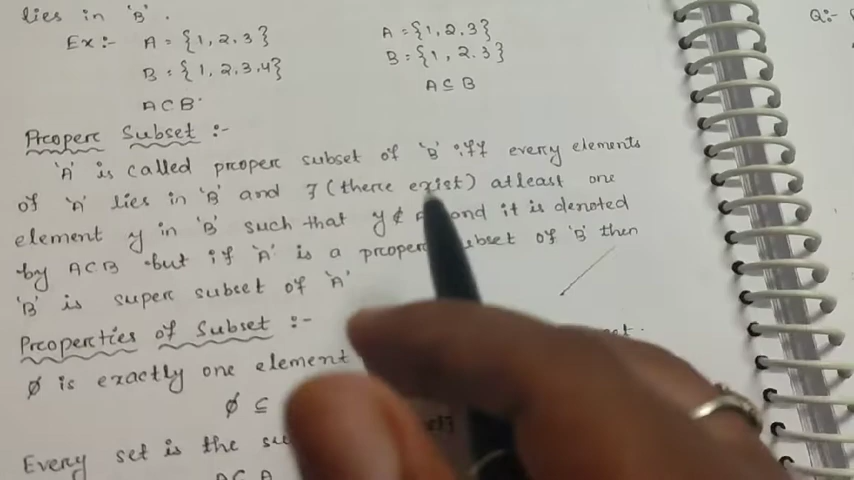 lies in 'B'.
Ex:- A = {1, 2, 3}
B = {1, 2, 3, 4}
A ⊂ B
A = {1, 2, 3}
B = {1, 2, 3}
A ⊆ B
Q:-
Proper Subset :-
'A' is called proper subset of 'B' iff every elements
of 'A' lies in 'B' and ∃ (there exist) atleast one
element y in 'B' such that y ∉ and it is denoted
by A ⊂ B but if 'A' is a proper subset of 'B' then
'B' is super subset of 'A'
Properties of Subset :-
φ is exactly one element
φ ⊆
Every set is the su
A ⊆ A